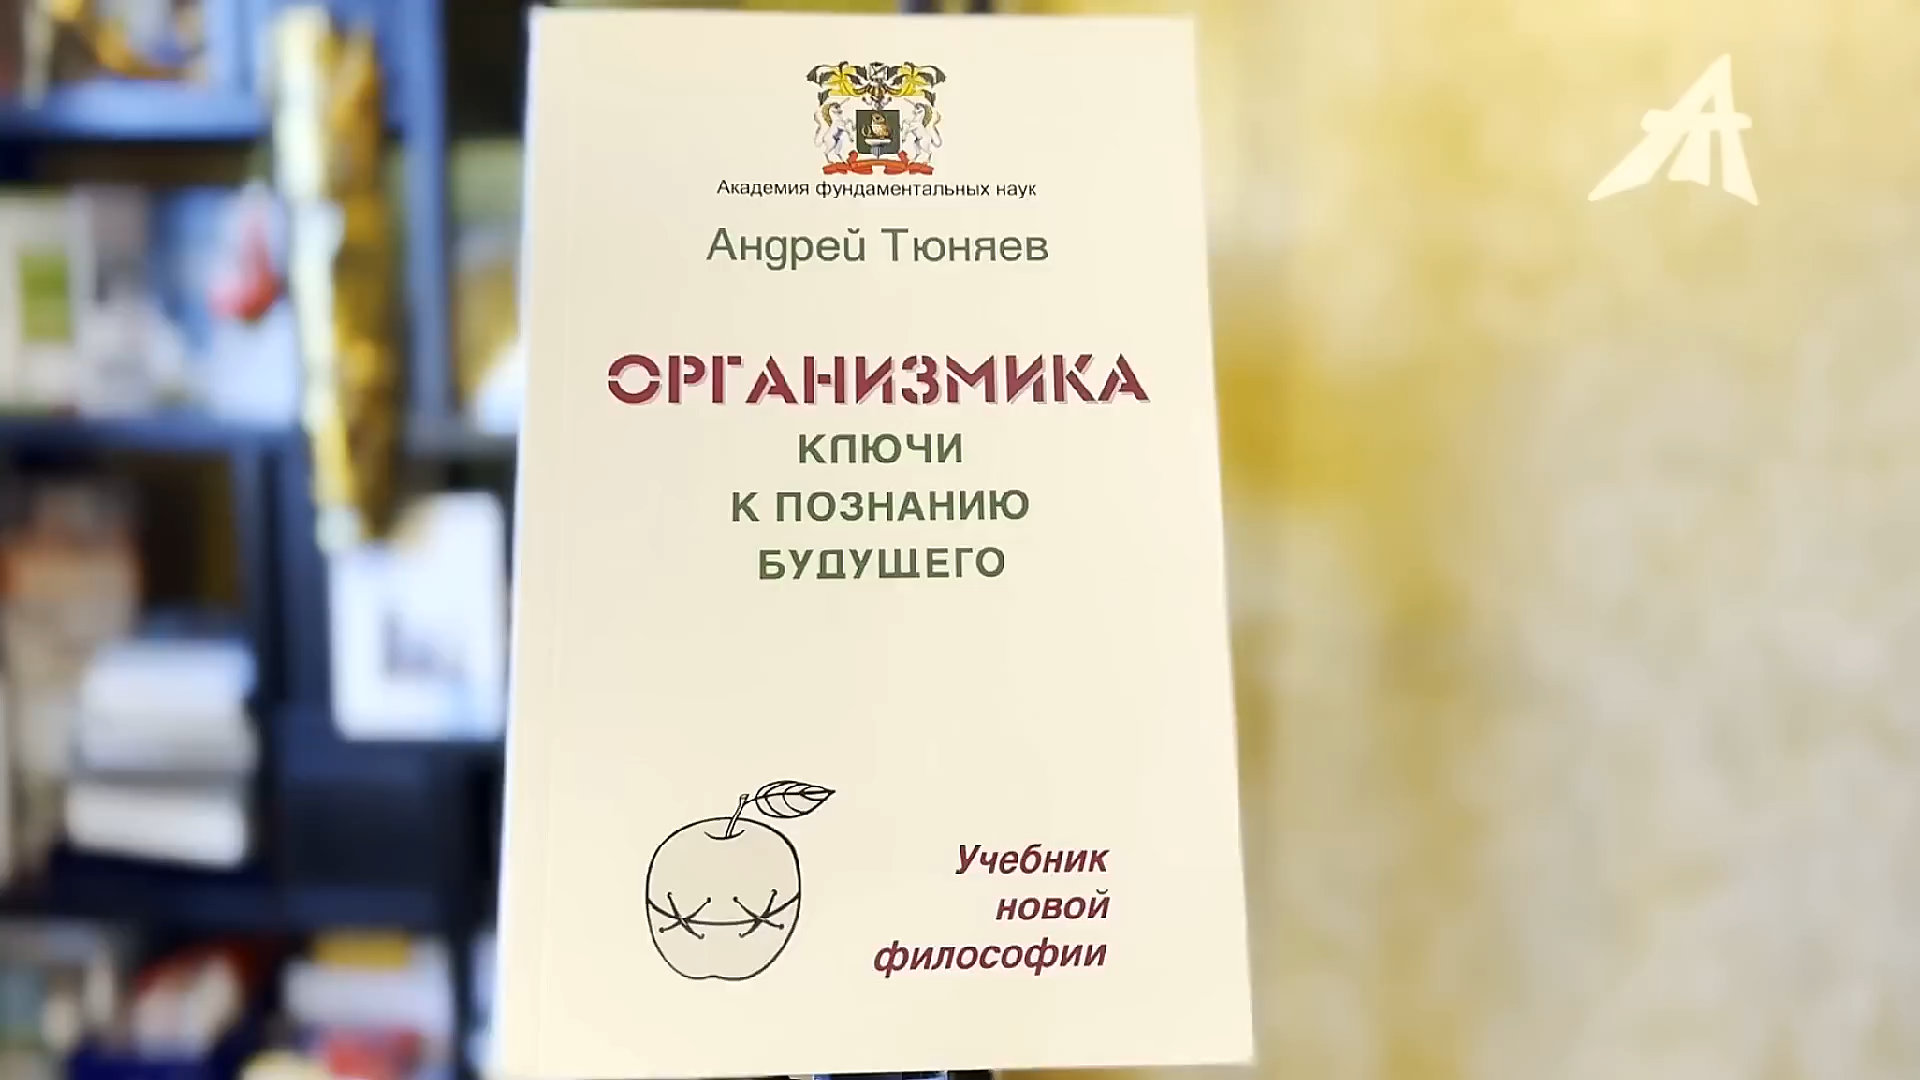 Академия фундаментальных наук
Андрей Тюняев
ОРГАНИЗМИКА
КЛЮЧИ
К ПОЗНАНИЮ
БУДУЩЕГО
Учебник
новой
философии